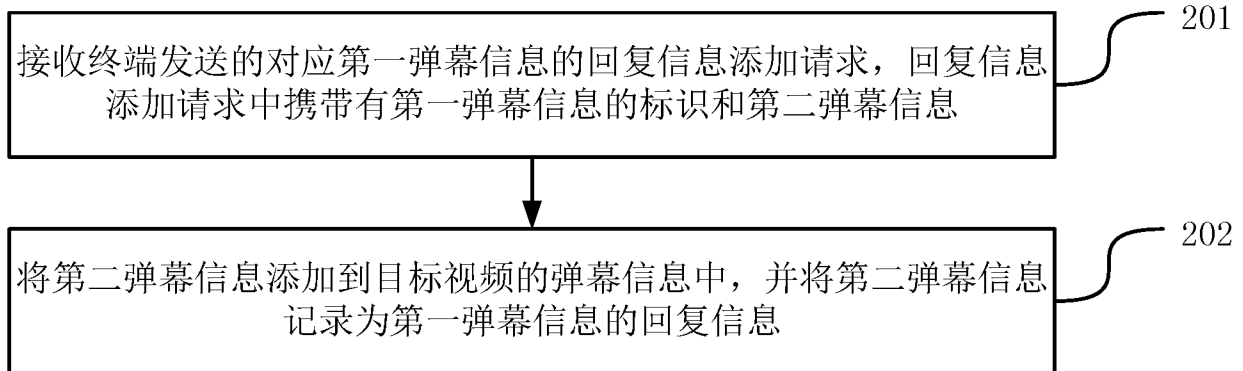 接收终端发送的对应第一弹幕信息的回复信息添加请求，回复信息
添加请求中携带有第一弹幕信息的标识和第二弹幕信息
201
将第二弹幕信息添加到目标视频的弹幕信息中，并将第二弹幕信息
记录为第一弹幕信息的回复信息
202